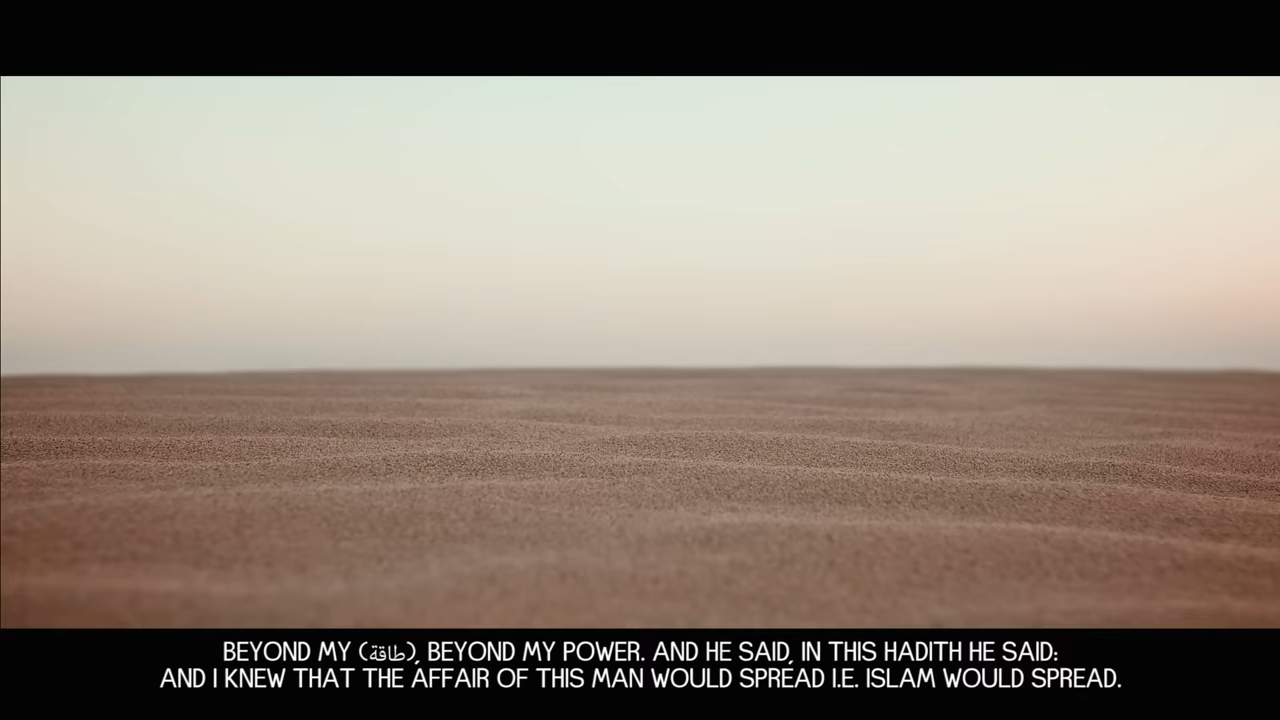 BEYOND MY (طاقة), BEYOND MY POWER. AND HE SAID, IN THIS HADITH HE SAID:
AND I KNEW THAT THE AFFAIR OF THIS MAN WOULD SPREAD I.E. ISLAM WOULD SPREAD.